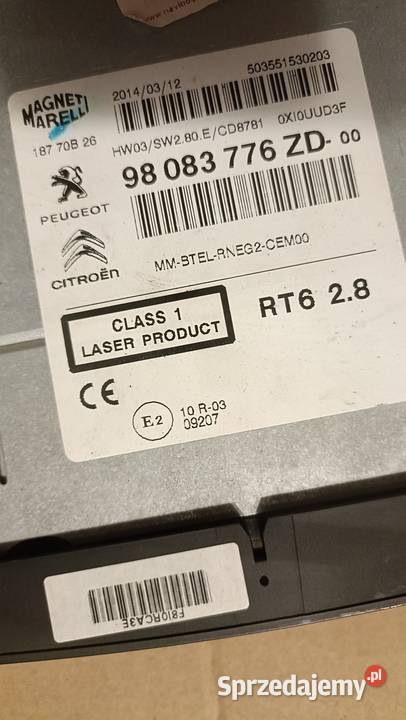 MAGNETI
MARELLI
2014/03/12
503551530203
187 70B 26
HW03/SW2.80.E/CD8781 0XI0UUD3F
98 083 776 ZD- 00
PEUGEOT
CITROËN
MM-BTEL-RNEG2-CEM00
CLASS 1
LASER PRODUCT
RT6 2.8
CE
E2
10 R-03
09207
F8I0RCA3E
Sprzedajemy.pl